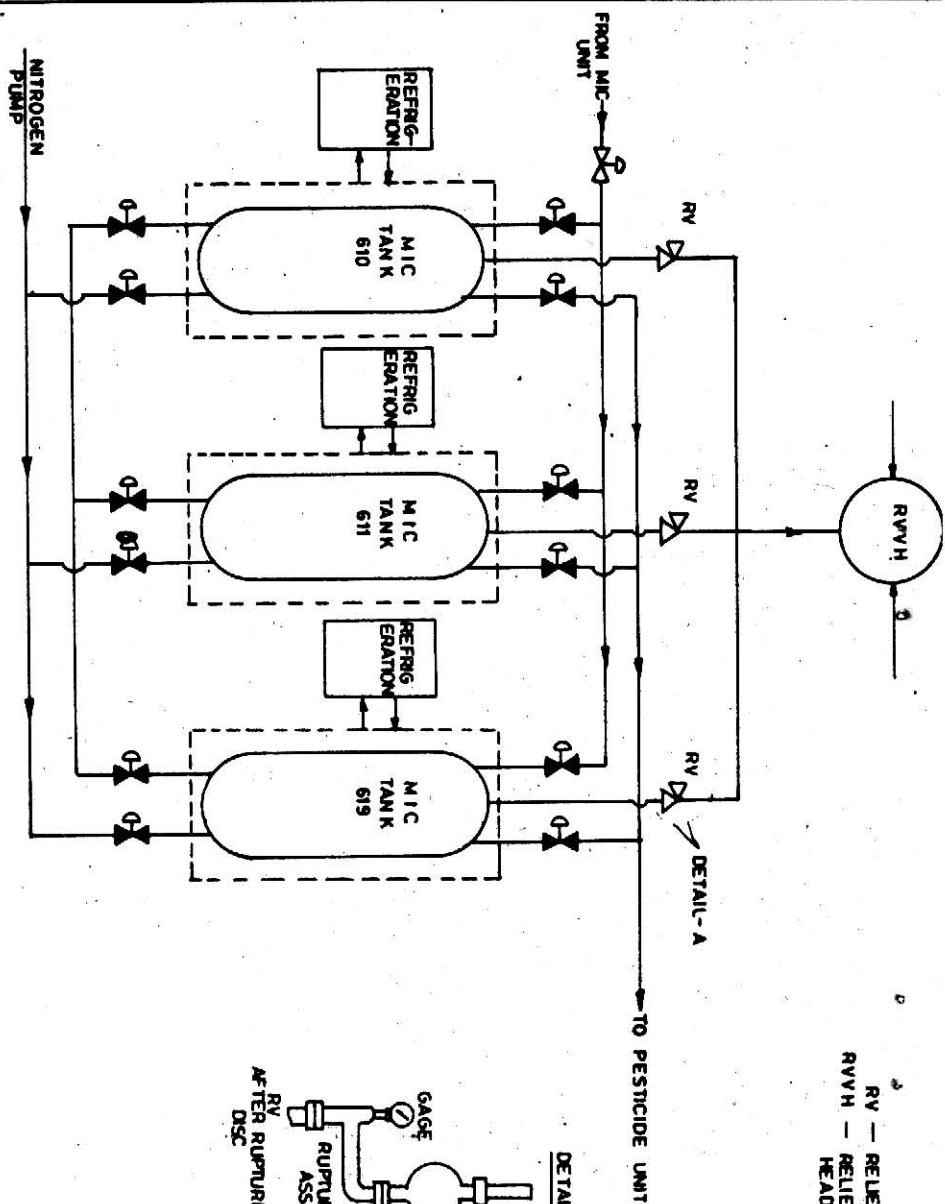 RVVH
RV — RELIE
RVVH — RELIE
HEAD
RV
RV
RV
DETAIL-A
FROM MIC
UNIT
TO PESTICIDE UNIT
DETAI
MIC
TANK
610
MIC
TANK
611
MIC
TANK
619
REFRIG-
ERATION
REFRIG
ERATION
REFRIG
ERATION
GAGE
RUPTUR
ASS
RV
AFTER RUPTURE
DISC
NITROGEN
PUMP